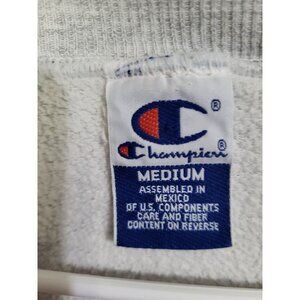 ®
Champion®
MEDIUM
ASSEMBLED IN
MEXICO
OF U.S. COMPONENTS
CARE AND FIBER
CONTENT ON REVERSE